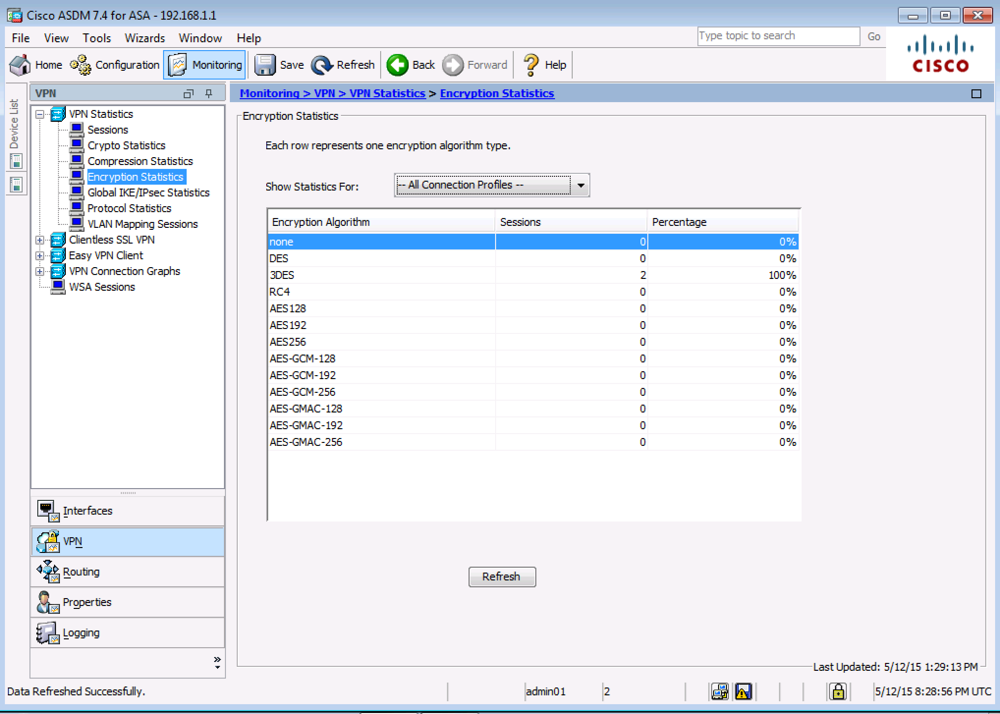 Cisco ASDM 7.4 for ASA - 192.168.1.1
File View Tools Wizards Window Help
Type topic to search Go
Home Configuration Monitoring Save Refresh Back Forward Help
CISCO
Device List
VPN
VPN Statistics
Sessions
Crypto Statistics
Compression Statistics
Encryption Statistics
Global IKE/IPsec Statistics
Protocol Statistics
VLAN Mapping Sessions
Clientless SSL VPN
Easy VPN Client
VPN Connection Graphs
WSA Sessions
Interfaces
VPN
Routing
Properties
Logging
Monitoring > VPN > VPN Statistics > Encryption Statistics
Encryption Statistics
Each row represents one encryption algorithm type.
Show Statistics For: -- All Connection Profiles --
Encryption Algorithm Sessions Percentage
none 0 0%
DES 0 0%
3DES 2 100%
RC4 0 0%
AES128 0 0%
AES192 0 0%
AES256 0 0%
AES-GCM-128 0 0%
AES-GCM-192 0 0%
AES-GCM-256 0 0%
AES-GMAC-128 0 0%
AES-GMAC-192 0 0%
AES-GMAC-256 0 0%
Refresh
Last Updated: 5/12/15 1:29:13 PM
Data Refreshed Successfully. admin01 2 5/12/15 8:28:56 PM UTC